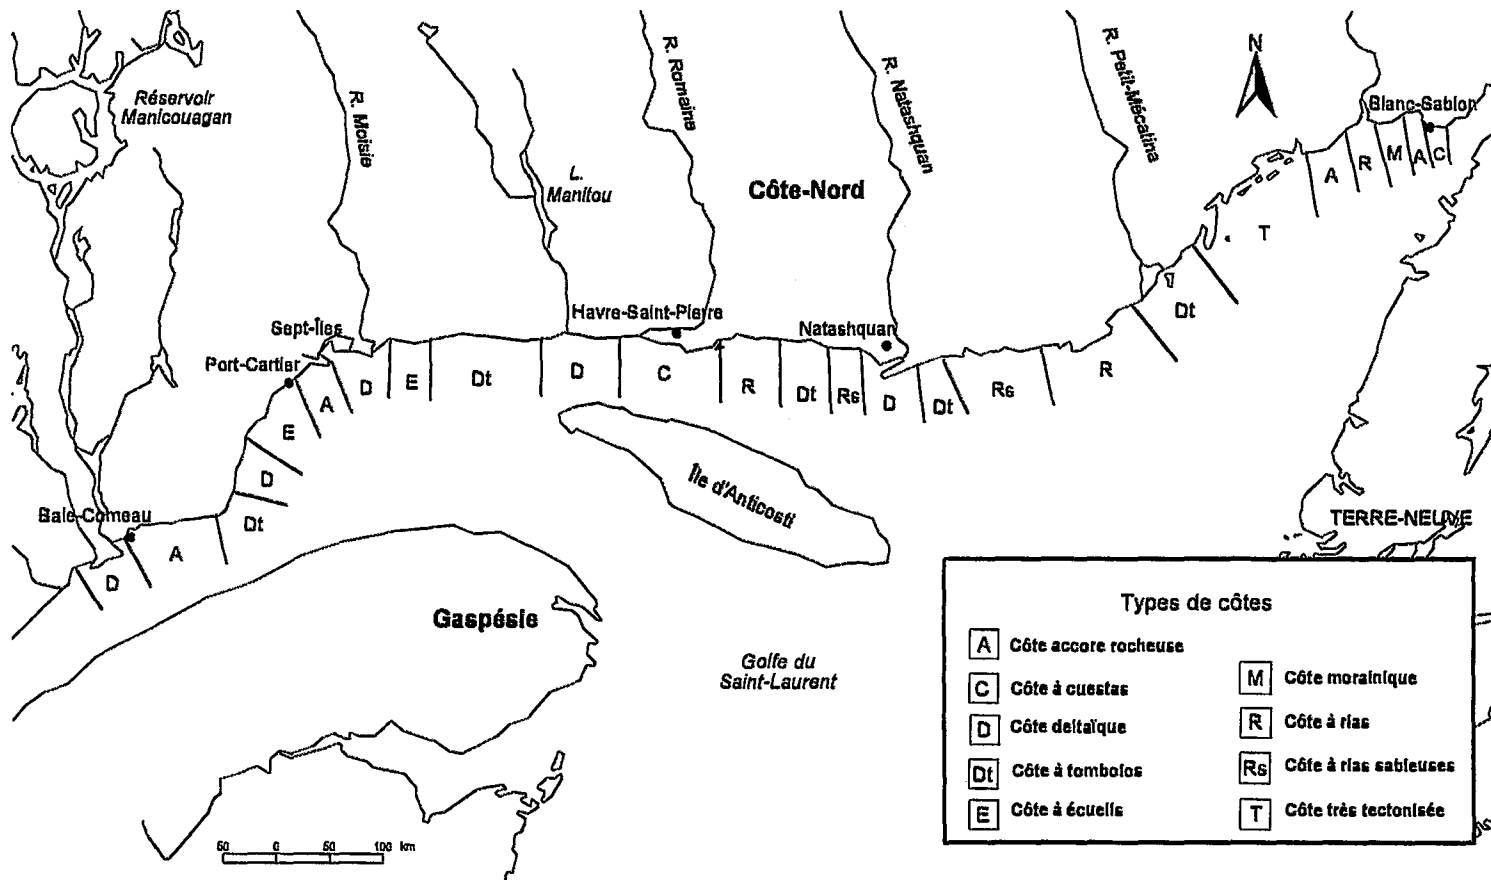 N
R. Moisie
R. Romaine
R. Natashquan
R. Petit-Mécatina
Réservoir
Manicouagan
Blanc-Sablon
L.
Manitou
Côte-Nord
A
R
M
A
C
T
Dt
Havre-Saint-Pierre
Sept-Îles
Natashquan
Port-Cartier
A
D
E
Dt
D
C
R
Dt
Rs
D
Dt
Rs
R
E
D
Dt
Île d'Anticosti
Baie-Comeau
A
D
TERRE-NEUVE
Gaspésie
Golfe du
Saint-Laurent
Types de côtes
A Côte accore rocheuse
C Côte à cuestas
D Côte deltaïque
Dt Côte à tombolos
E Côte à écueils
M Côte morainique
R Côte à rias
Rs Côte à rias sableuses
T Côte très tectonisée
50 0 50 100 km